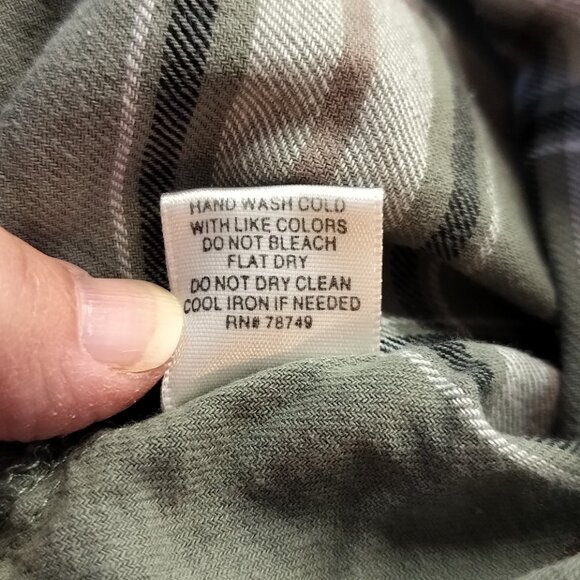 HAND WASH COLD
WITH LIKE COLORS
DO NOT BLEACH
FLAT DRY
DO NOT DRY CLEAN
COOL IRON IF NEEDED
RN# 78749